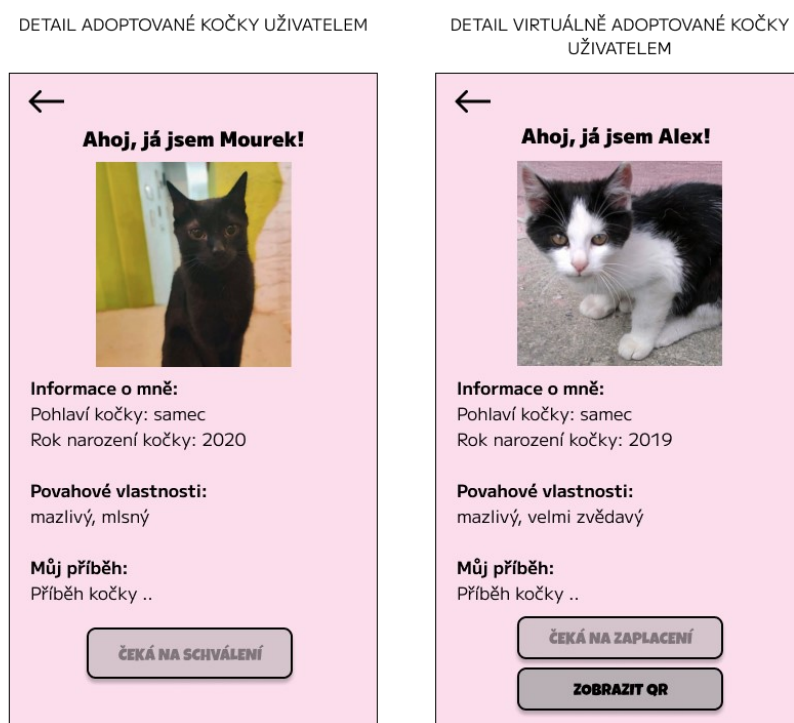 DETAIL ADOPTOVANÉ KOČKY UŽIVATELEM
Ahoj, já jsem Mourek!
Informace o mně:
Pohlaví kočky: samec
Rok narození kočky: 2020
Povahové vlastnosti:
mazlivý, mlsný
Můj příběh:
Příběh kočky ..
ČEKÁ NA SCHVÁLENÍ
DETAIL VIRTUÁLNĚ ADOPTOVANÉ KOČKY
UŽIVATELEM
Ahoj, já jsem Alex!
Informace o mně:
Pohlaví kočky: samec
Rok narození kočky: 2019
Povahové vlastnosti:
mazlivý, velmi zvědavý
Můj příběh:
Příběh kočky ..
ČEKÁ NA ZAPLACENÍ
ZOBRAZIT QR